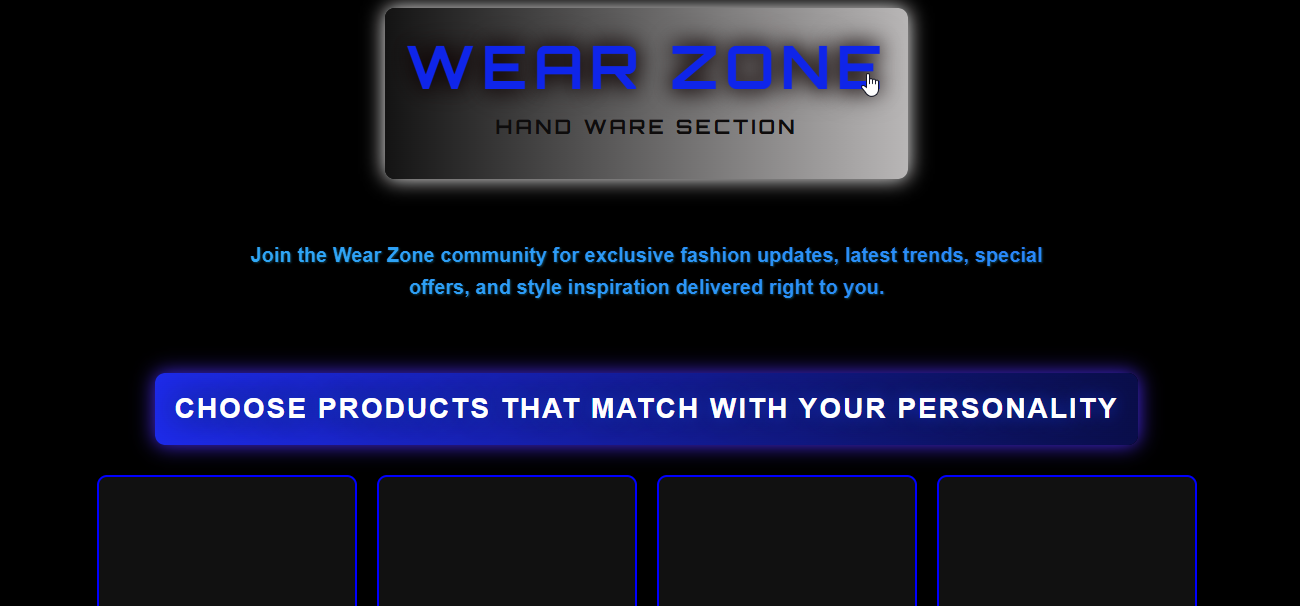 WEAR ZONE
HAND WARE SECTION
Join the Wear Zone community for exclusive fashion updates, latest trends, special
offers, and style inspiration delivered right to you.
CHOOSE PRODUCTS THAT MATCH WITH YOUR PERSONALITY